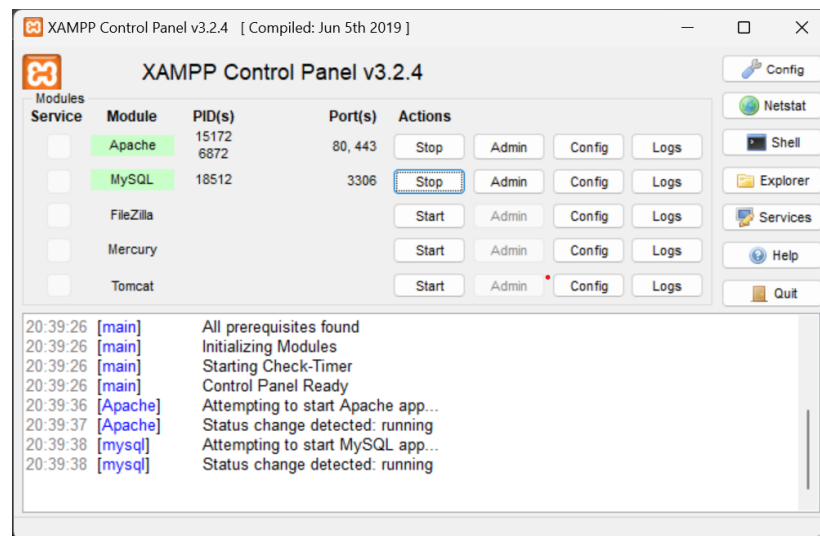 XAMPP Control Panel v3.2.4 [ Compiled: Jun 5th 2019 ]
XAMPP Control Panel v3.2.4
Config
Modules
Service Module PID(s) Port(s) Actions
Netstat
Apache 15172 6872 80, 443 Stop Admin Config Logs
Shell
MySQL 18512 3306 Stop Admin Config Logs
Explorer
FileZilla Start Admin Config Logs
Services
Mercury Start Admin Config Logs
Help
Tomcat Start Admin Config Logs
Quit
20:39:26 [main] All prerequisites found
20:39:26 [main] Initializing Modules
20:39:26 [main] Starting Check-Timer
20:39:26 [main] Control Panel Ready
20:39:36 [Apache] Attempting to start Apache app...
20:39:37 [Apache] Status change detected: running
20:39:38 [mysql] Attempting to start MySQL app...
20:39:38 [mysql] Status change detected: running